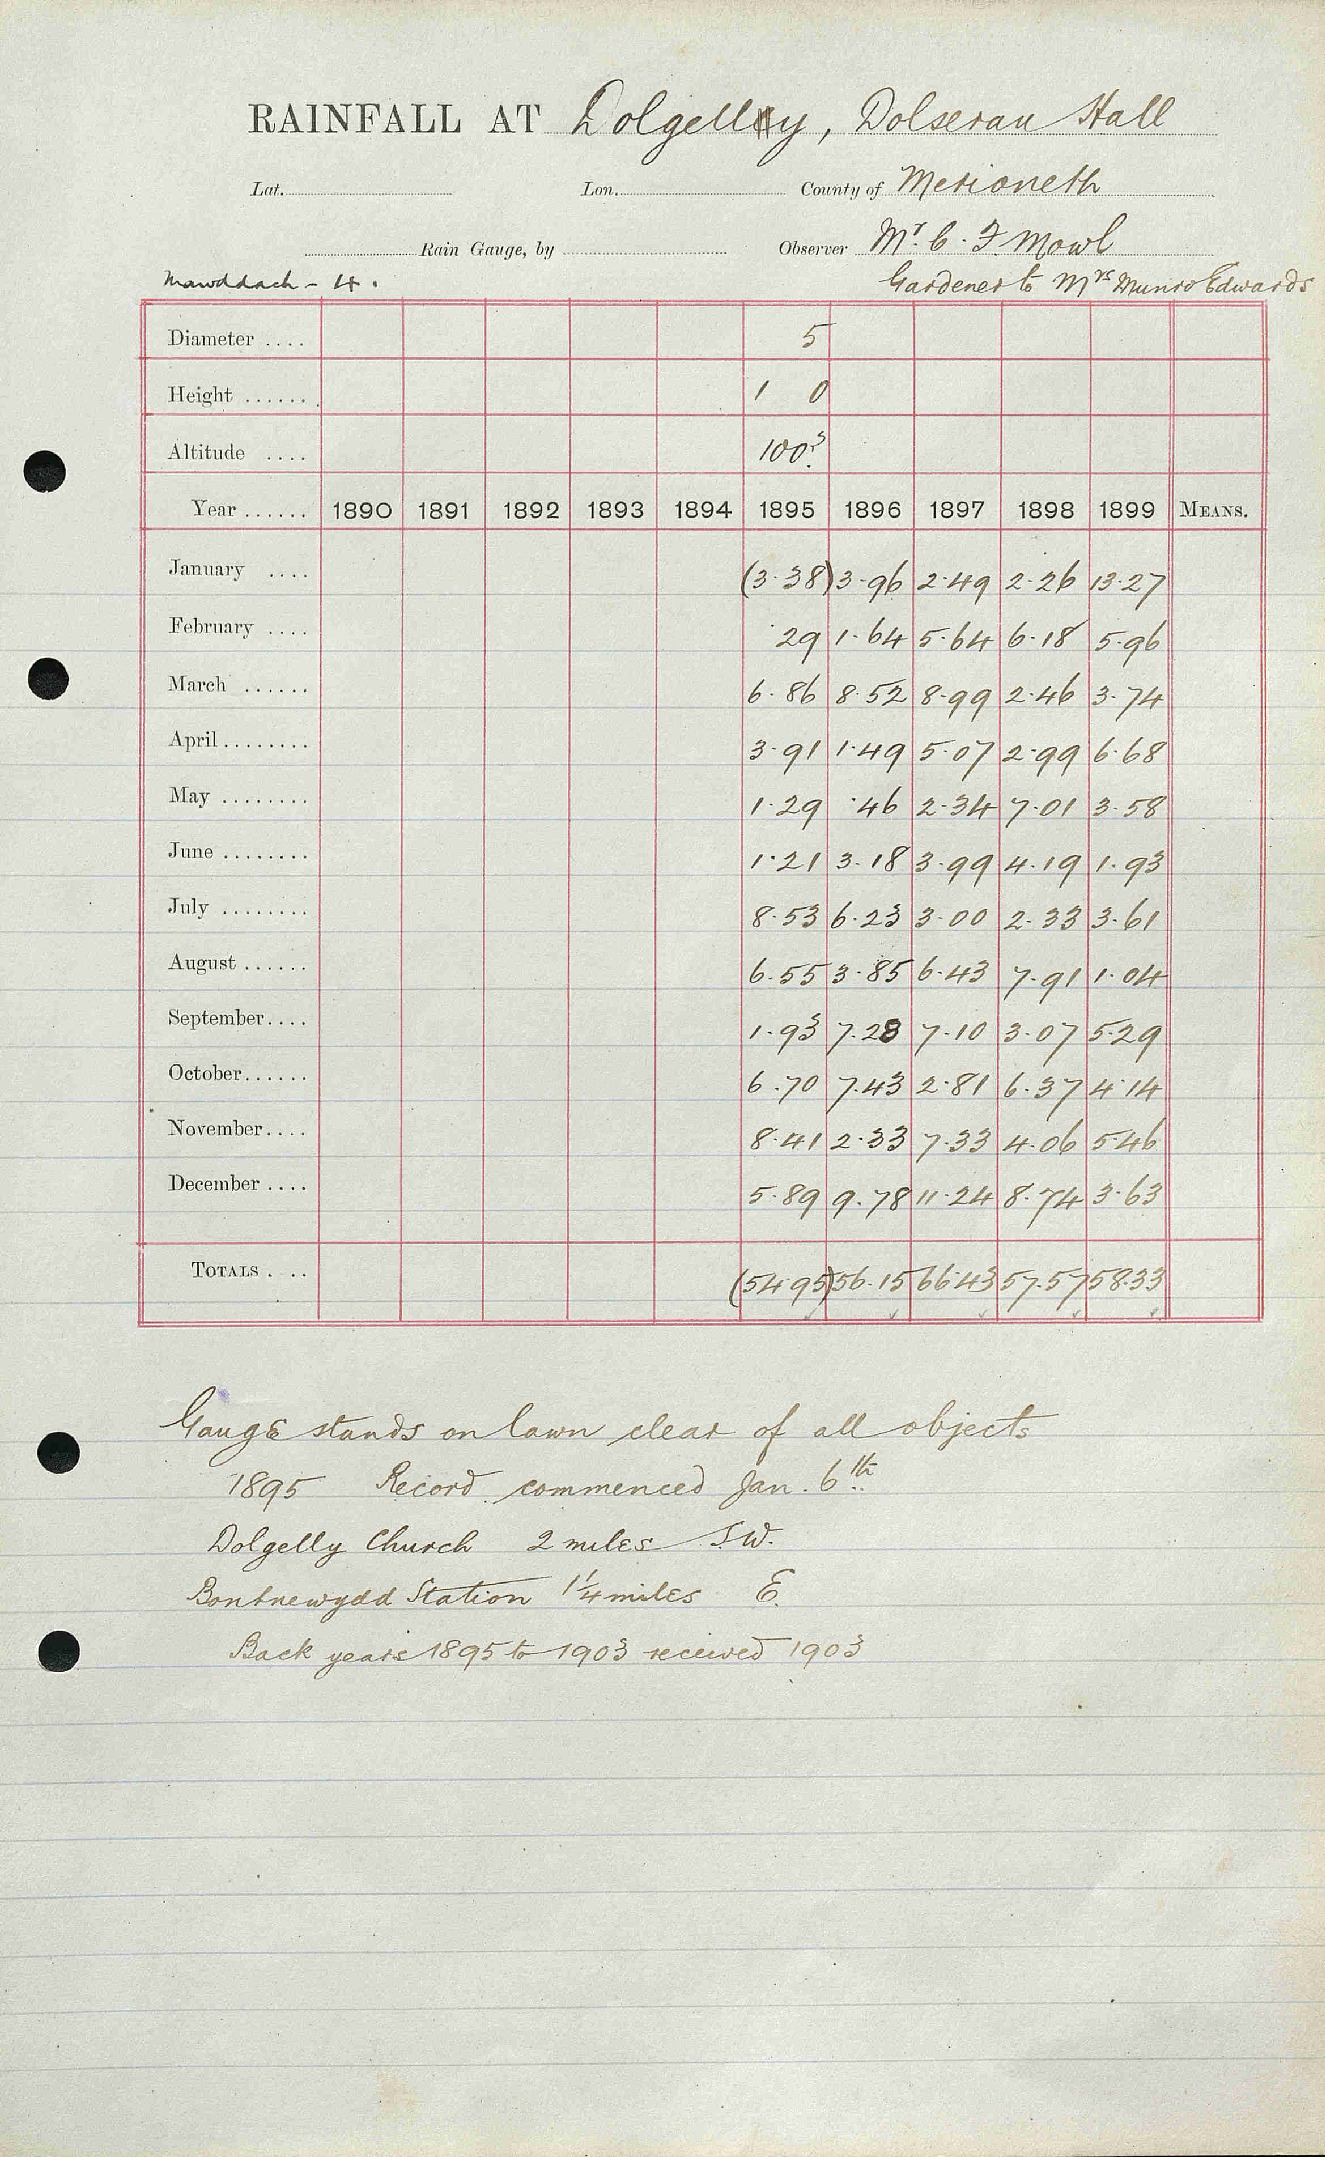 RAINFALL AT Dolgelly, Dolseran Hall
Lat. Lon. County of Merioneth
Rain Gauge, by Observer Mr. C. F. Mowl
Mawddach - 4. Gardener to Mrs Munro Edwards
Diameter .... 5
Height ...... 1 0
Altitude .... 100?
Year ...... 1890 1891 1892 1893 1894 1895 1896 1897 1898 1899 MEANS.
January .... (3.38) 3.96 2.49 2.26 13.27
February .... .29 1.64 5.64 6.18 5.96
March ...... 6.86 8.52 8.99 2.46 3.74
April ........ 3.91 1.49 5.07 2.99 6.68
May ........ 1.29 .46 2.34 7.01 3.58
June ........ 1.21 3.18 3.99 4.19 1.93
July ........ 8.53 6.23 3.00 2.33 3.61
August ...... 6.55 3.85 6.43 7.91 1.04
September.... 1.93 7.28 7.10 3.07 5.29
October...... 6.70 7.43 2.81 6.37 4.14
November.... 8.41 2.33 7.33 4.06 5.46
December .... 5.89 9.78 11.24 8.74 3.63
TOTALS . .. (54.95) 56.15 66.43 57.57 58.33
Gauge stands on lawn clear of all objects
1895 Record commenced Jan. 6th
Dolgelly Church 2 miles S.W.
Bontnewydd Station 1 1/4 miles E.
Back years 1895 to 1903 received 1903